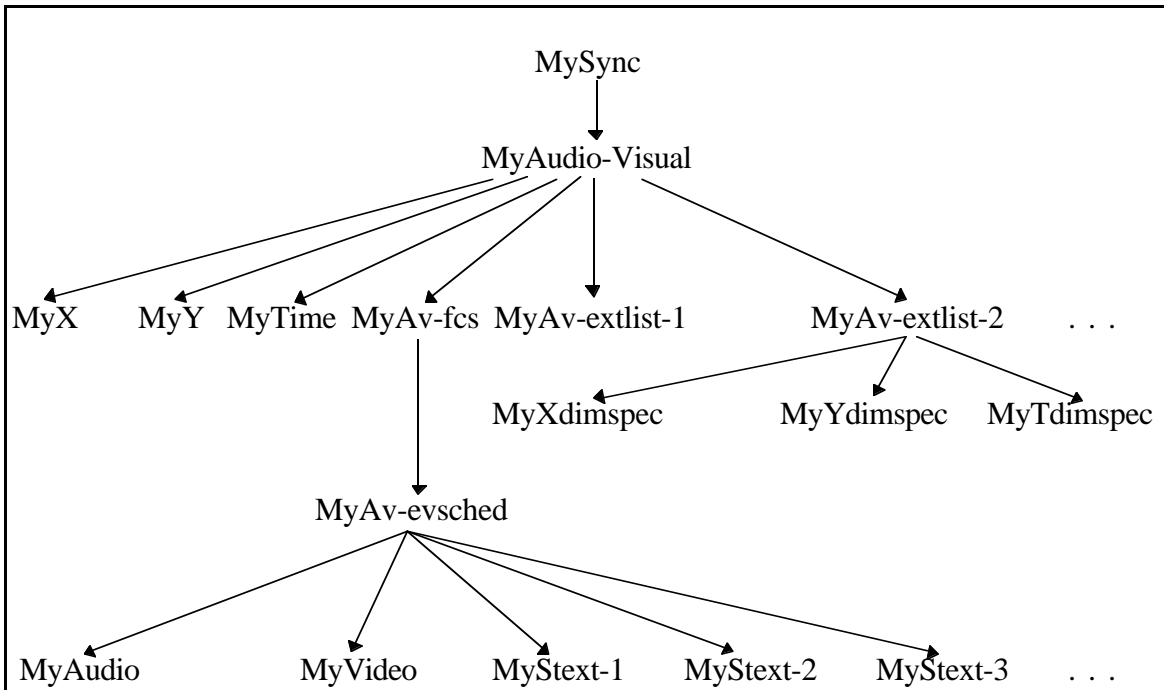 MySync
MyAudio-Visual
MyX MyY MyTime MyAv-fcs MyAv-extlist-1 MyAv-extlist-2 . . .
MyXdimspec MyYdimspec MyTdimspec
MyAv-evsched
MyAudio MyVideo MyStext-1 MyStext-2 MyStext-3 . . .